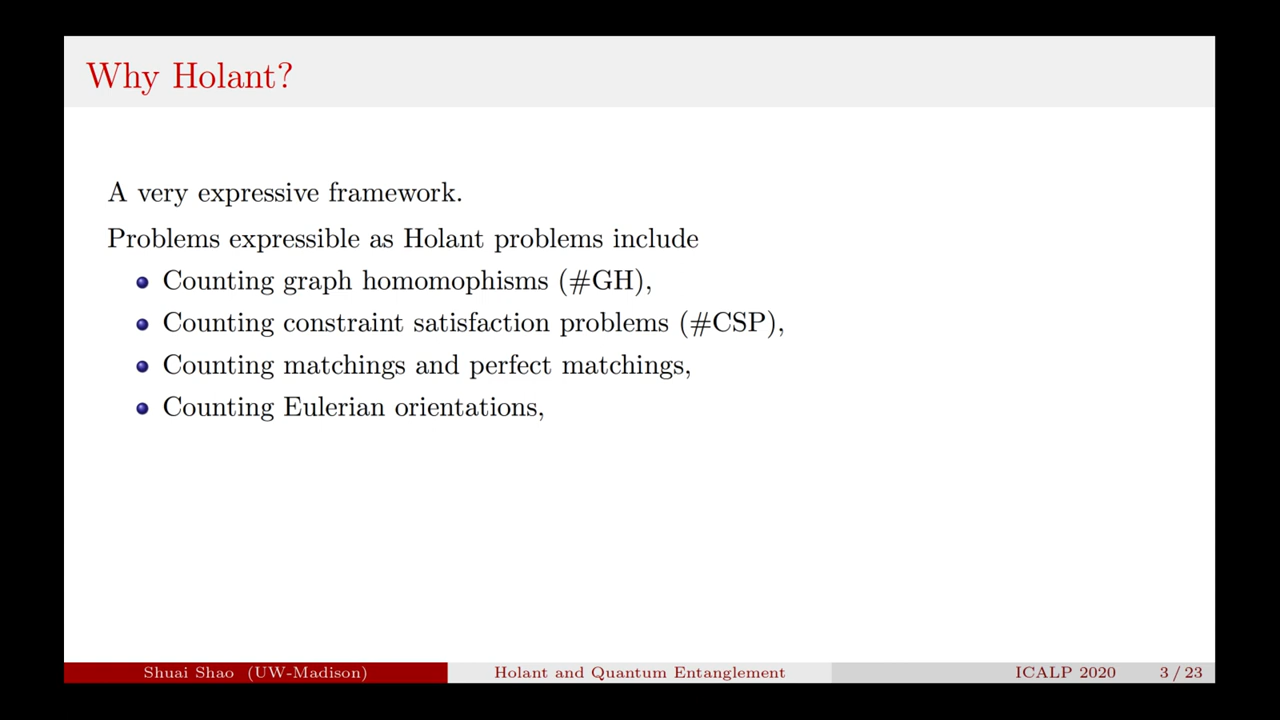 Why Holant?
A very expressive framework.
Problems expressible as Holant problems include
Counting graph homomophisms (#GH),
Counting constraint satisfaction problems (#CSP),
Counting matchings and perfect matchings,
Counting Eulerian orientations,
Shuai Shao (UW-Madison) Holant and Quantum Entanglement ICALP 2020 3 / 23